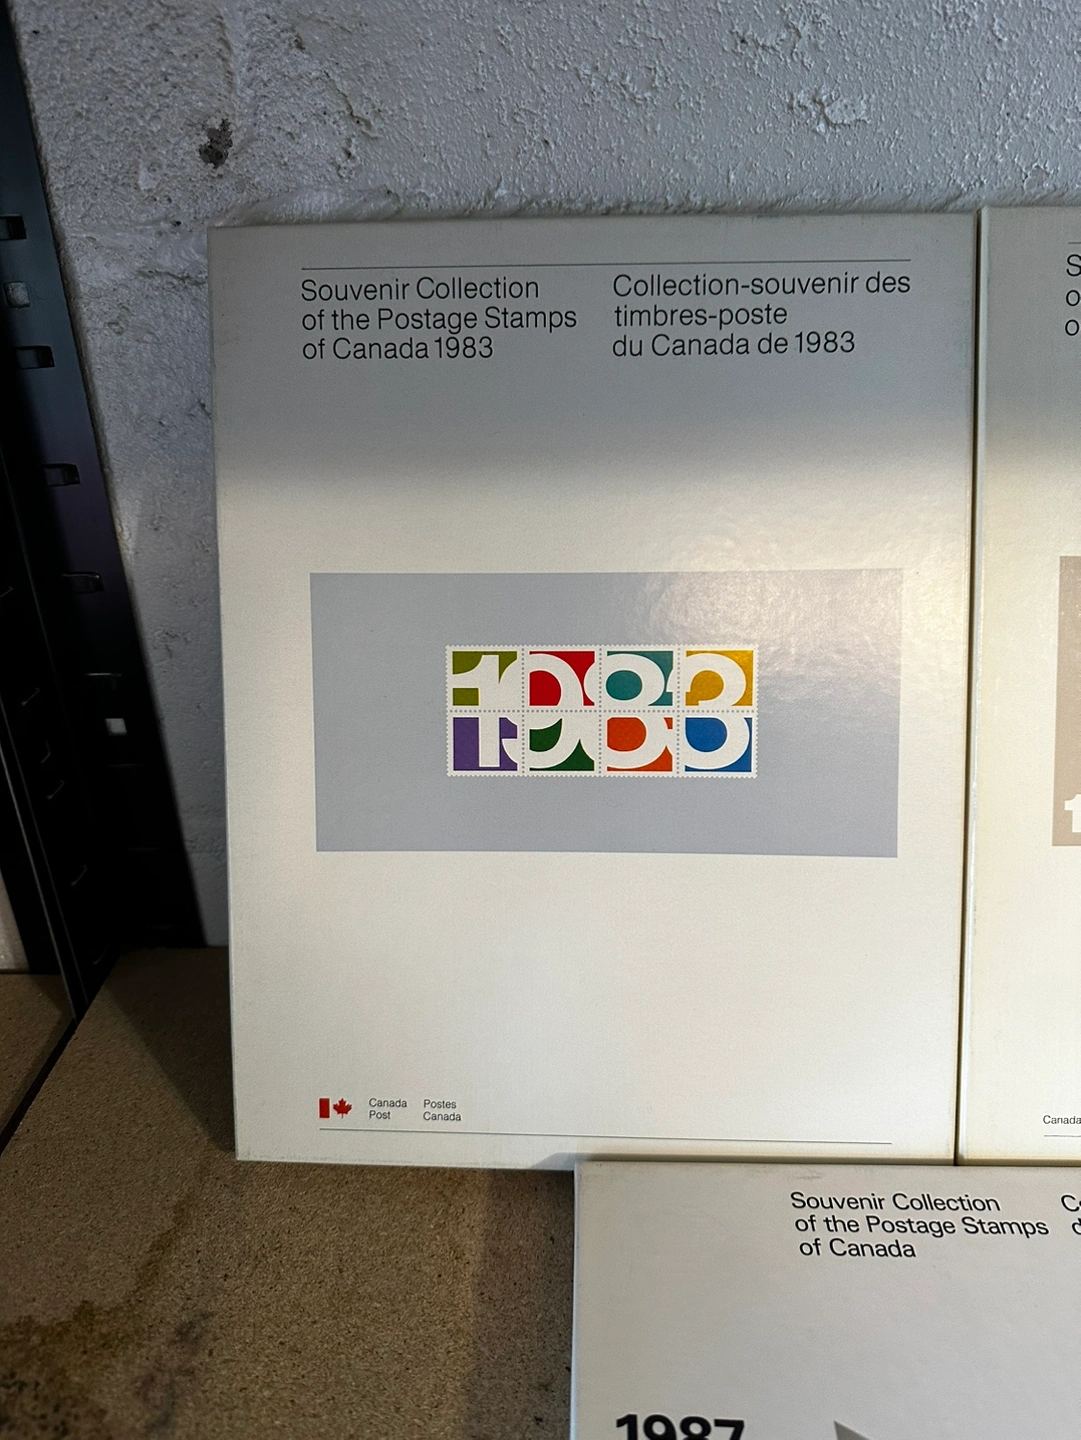 Souvenir Collection
of the Postage Stamps
of Canada 1983
Collection-souvenir des
timbres-poste
du Canada de 1983
1983
Canada
Post
Postes
Canada
Canada
Souvenir Collection
of the Postage Stamps
of Canada
1987